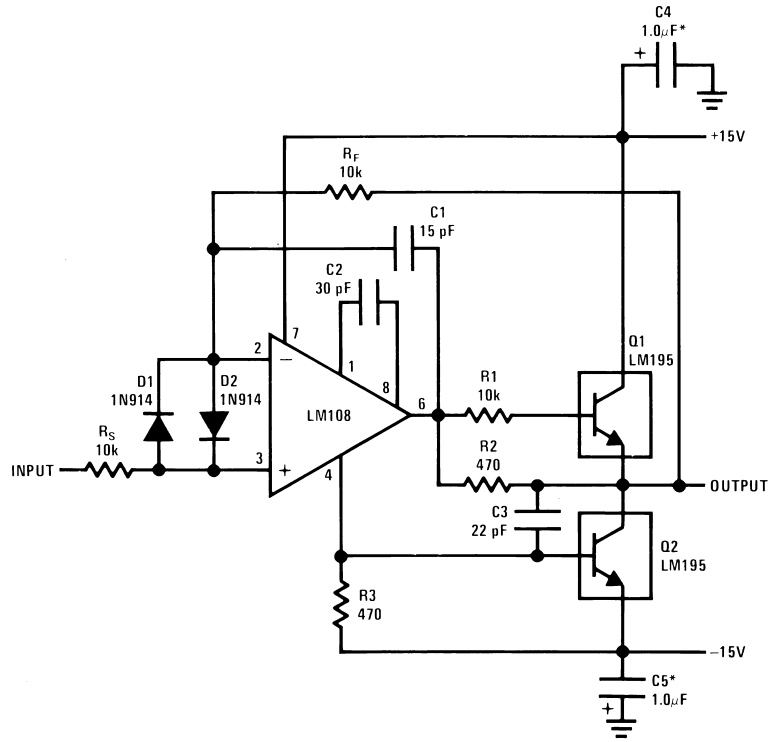 C4
1.0μF*
+
+15V
R_F
10k
C1
15 pF
C2
30 pF
7
Q1
LM195
2
−
1
D1
1N914
D2
1N914
8
R1
10k
LM108
6
R_S
10k
INPUT
3
+
R2
470
OUTPUT
4
C3
22 pF
Q2
LM195
R3
470
−15V
C5*
1.0μF
+